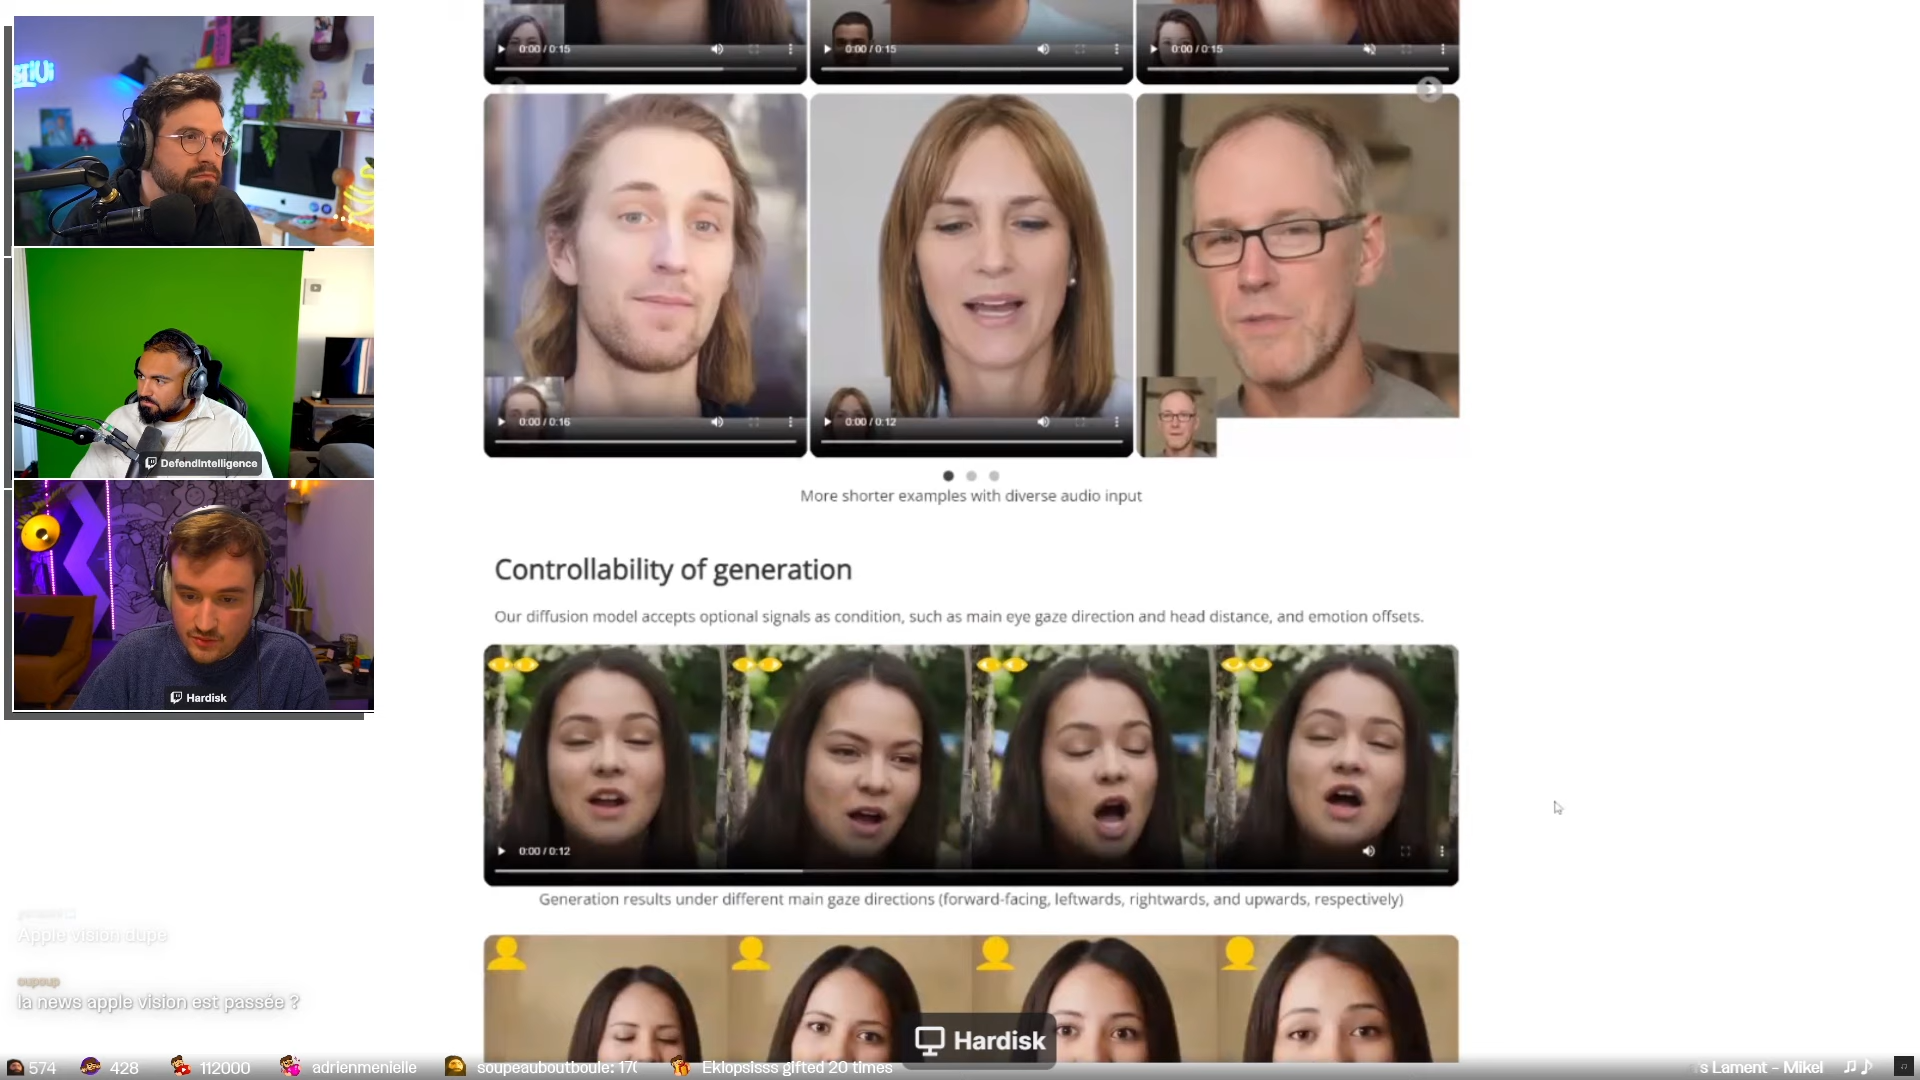 0:00 / 0:15
0:00 / 0:15
0:00 / 0:15
0:00 / 0:16
0:00 / 0:12
DefendIntelligence
Hardisk
More shorter examples with diverse audio input
Controllability of generation
Our diffusion model accepts optional signals as condition, such as main eye gaze direction and head distance, and emotion offsets.
0:00 / 0:12
Generation results under different main gaze directions (forward-facing, leftwards, rightwards, and upwards, respectively)
Apple vision dupe
oupoup
la news apple vision est passée ?
Hardisk
574
428
112000
adrienmenielle
soupeauboutboule: 170
Eklopsisss gifted 20 times
's Lament - Mikel